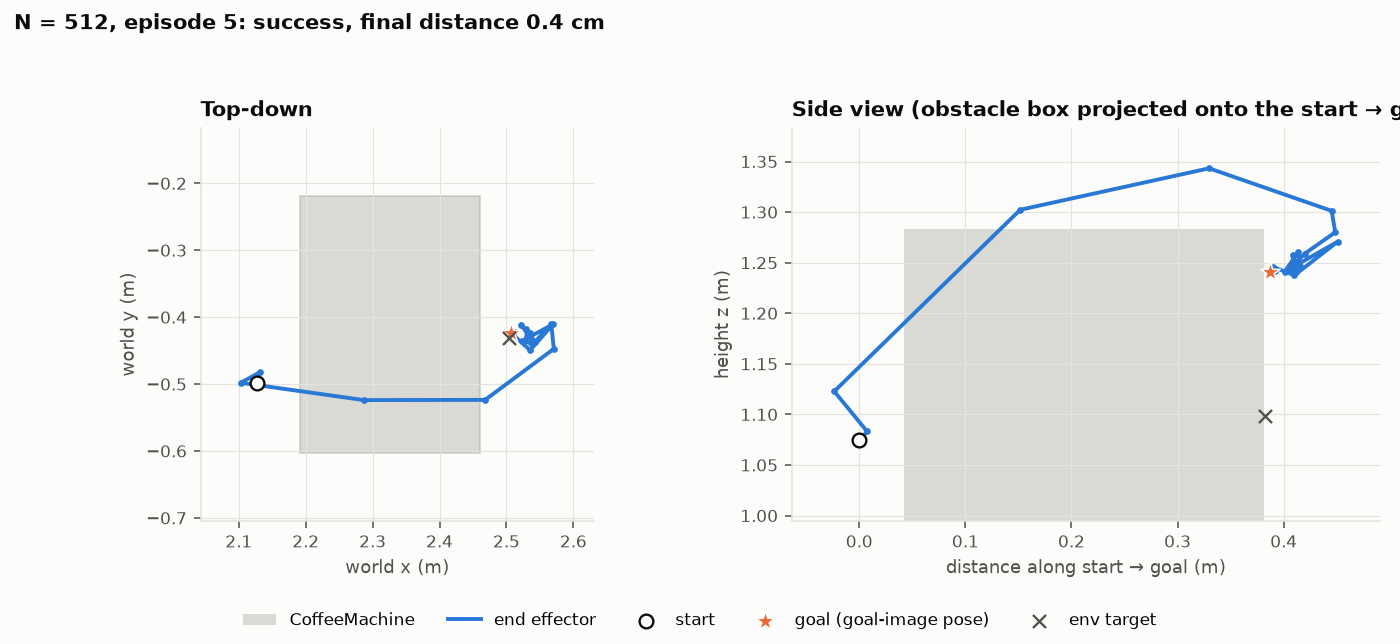 N = 512, episode 5: success, final distance 0.4 cm
Top-down
−0.2
−0.3
−0.4
−0.5
−0.6
−0.7
world y (m)
2.1 2.2 2.3 2.4 2.5 2.6
world x (m)
Side view (obstacle box projected onto the start → g
1.35
1.30
1.25
1.20
1.15
1.10
1.05
1.00
height z (m)
0.0 0.1 0.2 0.3 0.4
distance along start → goal (m)
CoffeeMachine end effector start goal (goal-image pose) env target